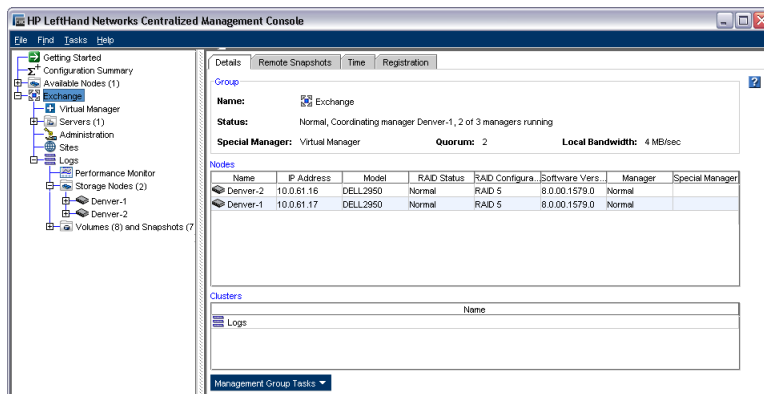 HP LeftHand Networks Centralized Management Console
File Find Tasks Help
Getting Started
Configuration Summary
Available Nodes (1)
Exchange
Virtual Manager
Servers (1)
Administration
Sites
Logs
Performance Monitor
Storage Nodes (2)
Denver-1
Denver-2
Volumes (8) and Snapshots (7
Details Remote Snapshots Time Registration
Group
Name: Exchange
Status: Normal, Coordinating manager Denver-1, 2 of 3 managers running
Special Manager: Virtual Manager Quorum: 2 Local Bandwidth: 4 MB/sec
Nodes
Name IP Address Model RAID Status RAID Configura... Software Vers... Manager Special Manager
Denver-2 10.0.61.16 DELL2950 Normal RAID 5 8.0.00.1579.0 Normal
Denver-1 10.0.61.17 DELL2950 Normal RAID 5 8.0.00.1579.0 Normal
Clusters
Name
Logs
Management Group Tasks